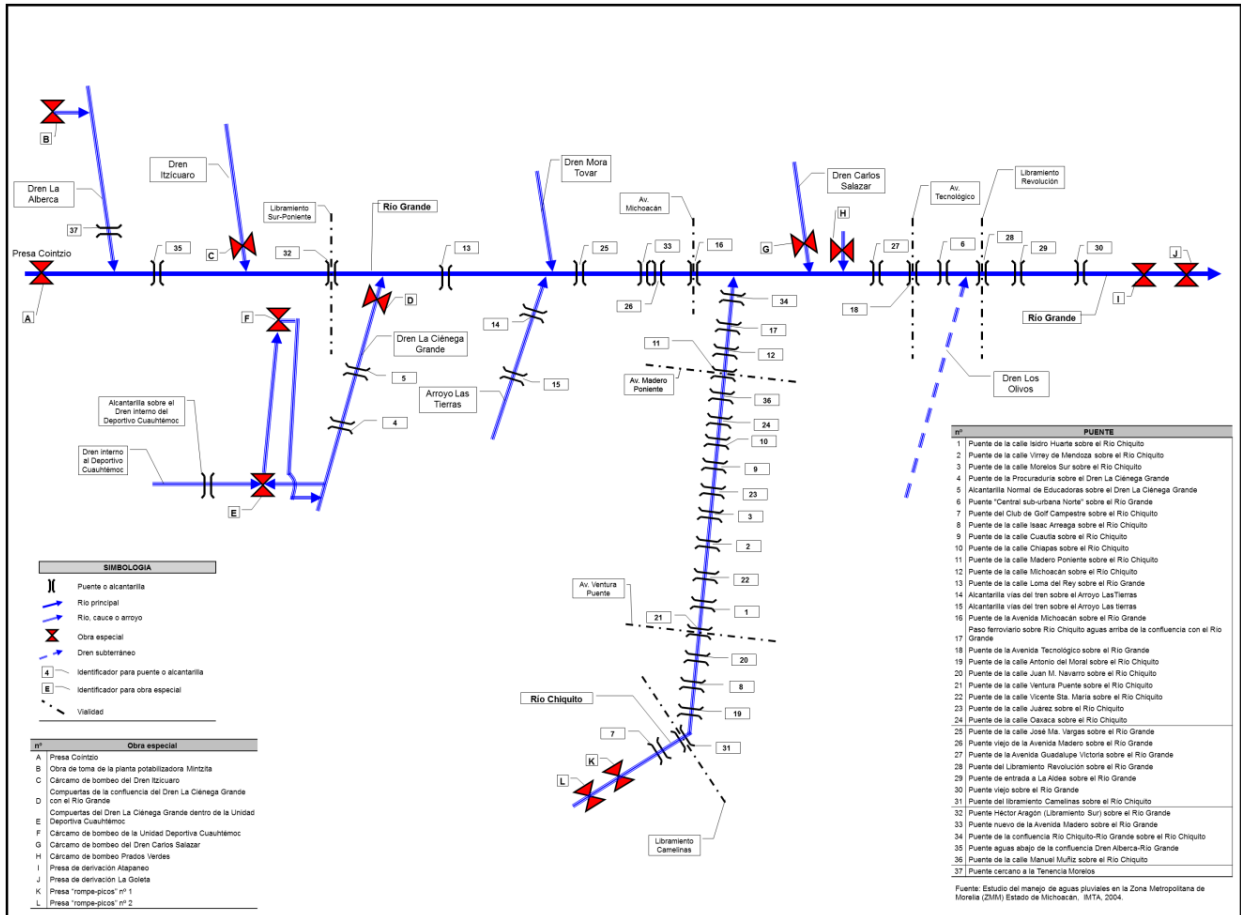 B
Dren La
Alberca
37
Presa Cointzio
A
35
Dren
Itzícuaro
C
Libramiento
Sur-Poniente
32
Río Grande
13
D
F
Dren La Ciénega
Grande
5
4
Alcantarilla sobre el
Dren interno del
Deportivo Cuauhtémoc
Dren interno
al Deportivo
Cuauhtémoc
E
Dren Mora
Tovar
14
15
Arroyo Las
Tierras
25
33
26
Av.
Michoacán
16
Dren Carlos
Salazar
G
H
27
18
Av.
Tecnológico
6
Libramiento
Revolución
28
29
30
I
J
Río Grande
Dren Los
Olivos
34
17
12
11
Av. Madero
Poniente
36
24
10
9
23
3
2
22
1
Av. Ventura
Puente
21
20
8
19
31
Río Chiquito
7
K
L
Libramiento
Camelinas
SIMBOLOGIA
Puente o alcantarilla
Río principal
Río, cauce o arroyo
Obra especial
Dren subterráneo
4 Identificador para puente o alcantarilla
E Identificador para obra especial
Vialidad
nº Obra especial
A Presa Cointzio
B Obra de toma de la planta potabilizadora Mintzita
C Cárcamo de bombeo del Dren Itzícuaro
D Compuertas de la confluencia del Dren La Ciénega Grande
con el Río Grande
E Compuertas del Dren La Ciénega Grande dentro de la Unidad
Deportiva Cuauhtémoc
F Cárcamo de bombeo de la Unidad Deportiva Cuauhtémoc
G Cárcamo de bombeo del Dren Carlos Salazar
H Cárcamo de bombeo Prados Verdes
I Presa de derivación Atapaneo
J Presa de derivación La Goleta
K Presa "rompe-picos" nº 1
L Presa "rompe-picos" nº 2
nº PUENTE
1 Puente de la calle Isidro Huarte sobre el Río Chiquito
2 Puente de la calle Virrey de Mendoza sobre el Río Chiquito
3 Puente de la calle Morelos Sur sobre el Río Chiquito
4 Puente de la Procuraduría sobre el Dren La Ciénega Grande
5 Alcantarilla Normal de Educadoras sobre el Dren La Ciénega Grande
6 Puente "Central sub-urbana Norte" sobre el Río Grande
7 Puente del Club de Golf Campestre sobre el Río Chiquito
8 Puente de la calle Isaac Arreaga sobre el Río Chiquito
9 Puente de la calle Cuautla sobre el Río Chiquito
10 Puente de la calle Chiapas sobre el Río Chiquito
11 Puente de la calle Madero Poniente sobre el Río Chiquito
12 Puente de la calle Michoacán sobre el Río Chiquito
13 Puente de la calle Loma del Rey sobre el Río Grande
14 Alcantarilla vías del tren sobre el Arroyo LasTierras
15 Alcantarilla vías del tren sobre el Arroyo Las tierras
16 Puente de la Avenida Michoacán sobre el Río Grande
17 Paso ferroviario sobre Río Chiquito aguas arriba de la confluencia con el Río
Grande
18 Puente de la Avenida Tecnológico sobre el Río Grande
19 Puente de la calle Antonio del Moral sobre el Río Chiquito
20 Puente de la calle Juan M. Navarro sobre el Río Chiquito
21 Puente de la calle Ventura Puente sobre el Río Chiquito
22 Puente de la calle Vicente Sta. María sobre el Río Chiquito
23 Puente de la calle Juárez sobre el Río Chiquito
24 Puente de la calle Oaxaca sobre el Río Chiquito
25 Puente de la calle José Ma. Vargas sobre el Río Grande
26 Puente viejo de la Avenida Madero sobre el Río Grande
27 Puente de la Avenida Guadalupe Victoria sobre el Río Grande
28 Puente del Libramiento Revolución sobre el Río Grande
29 Puente de entrada a La Aldea sobre el Río Grande
30 Puente viejo sobre el Río Grande
31 Puente del libramiento Camelinas sobre el Río Chiquito
32 Puente Héctor Aragón (Libramiento Sur) sobre el Río Grande
33 Puente nuevo de la Avenida Madero sobre el Río Grande
34 Puente de la confluencia Río Chiquito-Río Grande sobre el Río Chiquito
35 Puente aguas abajo de la confluencia Dren Alberca-Río Grande
36 Puente de la calle Manuel Muñiz sobre el Río Chiquito
37 Puente cercano a la Tenencia Morelos
Fuente: Estudio del manejo de aguas pluviales en la Zona Metropolitana de
Morelia (ZMM) Estado de Michoacán, IMTA, 2004.